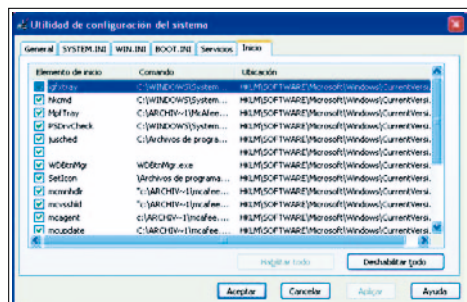 Utilidad de configuración del sistema
General SYSTEM.INI WIN.INI BOOT.INI Servicios Inicio
Elemento de inicio Comando Ubicación
igfxtray C:\WINDOWS\System... HKLM\SOFTWARE\Microsoft\Windows\CurrentVersi.
hkcmd C:\WINDOWS\System... HKLM\SOFTWARE\Microsoft\Windows\CurrentVersi.
MpfTray C:\ARCHIV~1\McAfee... HKLM\SOFTWARE\Microsoft\Windows\CurrentVersi.
PSDrvCheck C:\WINDOWS\System... HKLM\SOFTWARE\Microsoft\Windows\CurrentVersi.
jusched C:\Archivos de progra... HKLM\SOFTWARE\Microsoft\Windows\CurrentVersi.
HKLM\SOFTWARE\Microsoft\Windows\CurrentVersi.
WDBtnMgr WDBtnMgr.exe HKLM\SOFTWARE\Microsoft\Windows\CurrentVersi.
SetIcon \Archivos de programa... HKLM\SOFTWARE\Microsoft\Windows\CurrentVersi.
mcmnhdlr "c:\ARCHIV~1\mcafee... HKLM\SOFTWARE\Microsoft\Windows\CurrentVersi.
mcvsshld "c:\ARCHIV~1\mcafee... HKLM\SOFTWARE\Microsoft\Windows\CurrentVersi.
mcagent c:\ARCHIV~1\mcafee.... HKLM\SOFTWARE\Microsoft\Windows\CurrentVersi.
mcupdate C:\ARCHIV~1\mcafee... HKLM\SOFTWARE\Microsoft\Windows\CurrentVersi.
Habilitar todo Deshabilitar todo
Aceptar Cancelar Aplicar Ayuda